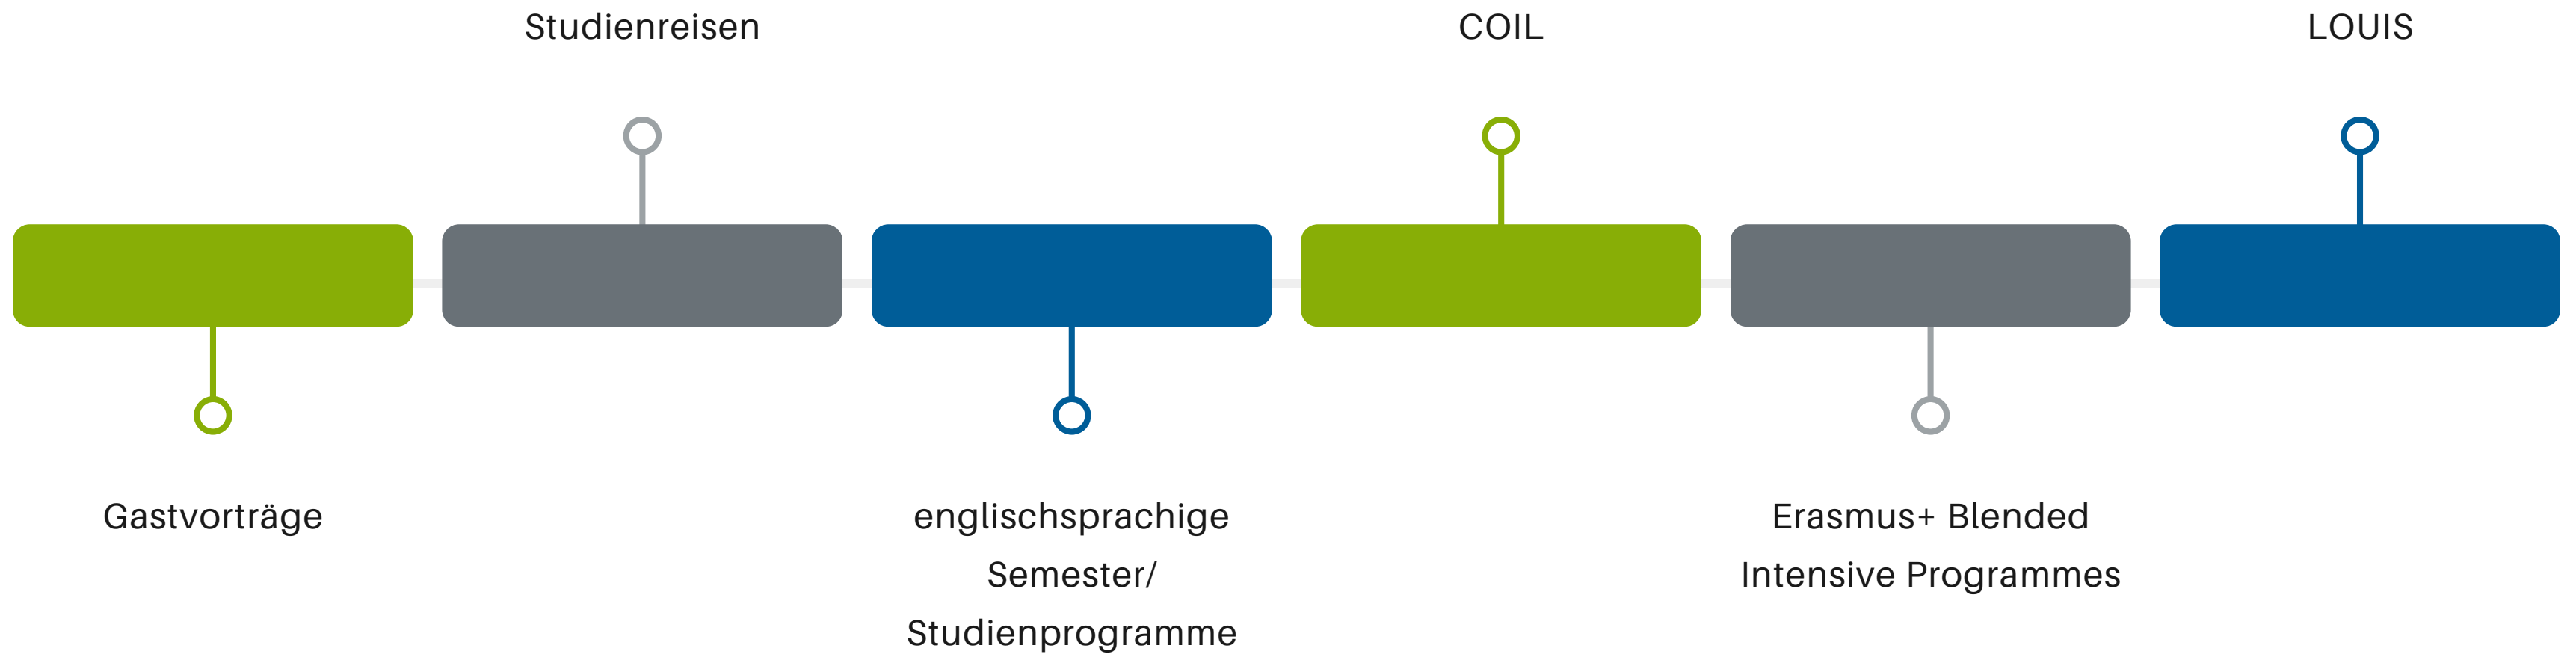 Studienreisen
COIL
LOUIS
Gastvorträge
englischsprachige
Semester/
Studienprogramme
Erasmus+ Blended
Intensive Programmes